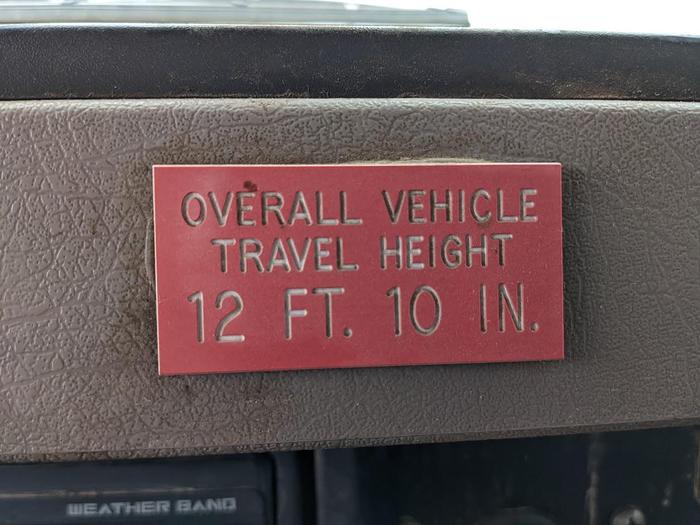 OVERALL VEHICLE
TRAVEL HEIGHT
12 FT. 10 IN.
WEATHER BAND